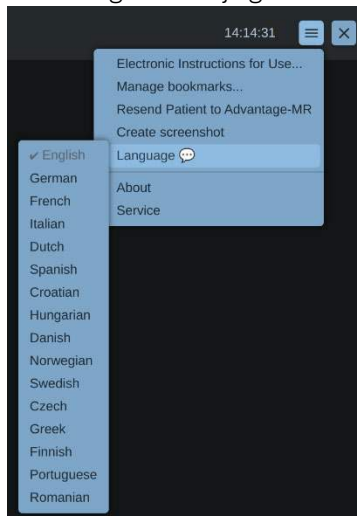 14:14:31
Electronic Instructions for Use...
Manage bookmarks...
Resend Patient to Advantage-MR
Create screenshot
Language 💬
About
Service
✔ English
German
French
Italian
Dutch
Spanish
Croatian
Hungarian
Danish
Norwegian
Swedish
Czech
Greek
Finnish
Portuguese
Romanian